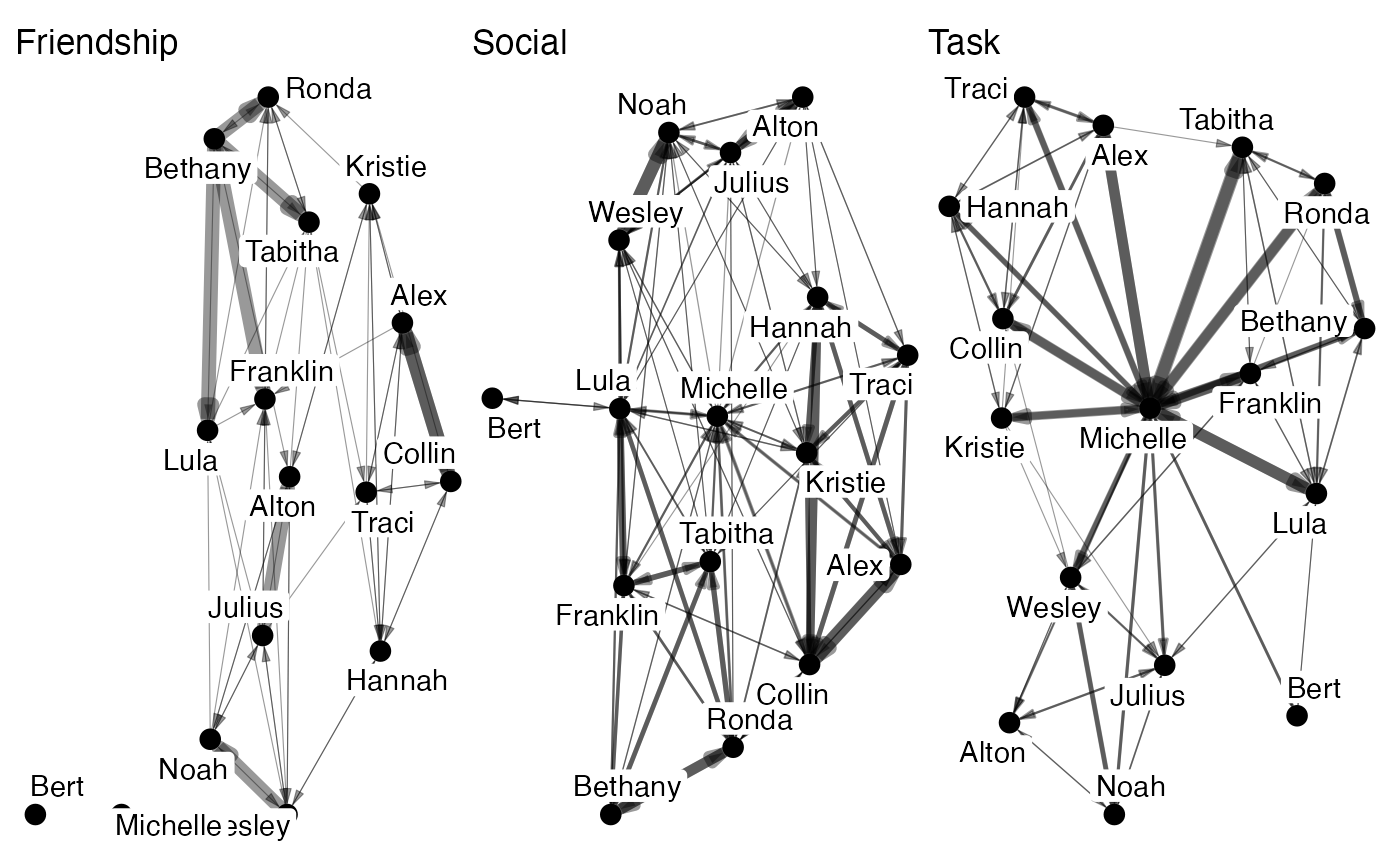 Friendship
Ronda
Bethany
Kristie
Tabitha
Alex
Franklin
Lula
Collin
Alton
Traci
Julius
Hannah
Noah
Bert
Michelle
esley
Social
Noah
Alton
Julius
Wesley
Hannah
Lula
Michelle
Traci
Bert
Kristie
Tabitha
Alex
Franklin
Collin
Ronda
Bethany
Task
Traci
Tabitha
Alex
Hannah
Ronda
Bethany
Collin
Franklin
Michelle
Kristie
Lula
Wesley
Bert
Julius
Alton
Noah